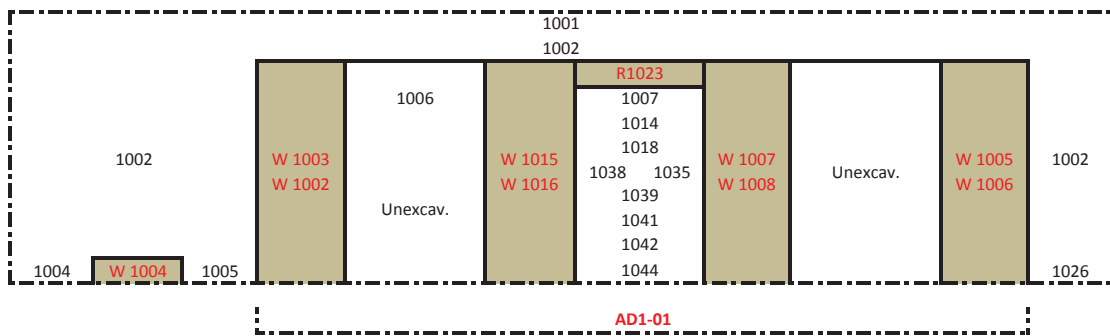 1001
1002
R1023
1006
1007
1014
1002
W 1003
W 1015
1018
W 1007
Unexcav.
W 1005
1002
W 1002
W 1016
1038
1035
W 1008
W 1006
1039
Unexcav.
1041
1042
1004
W 1004
1005
1044
1026
AD1-01